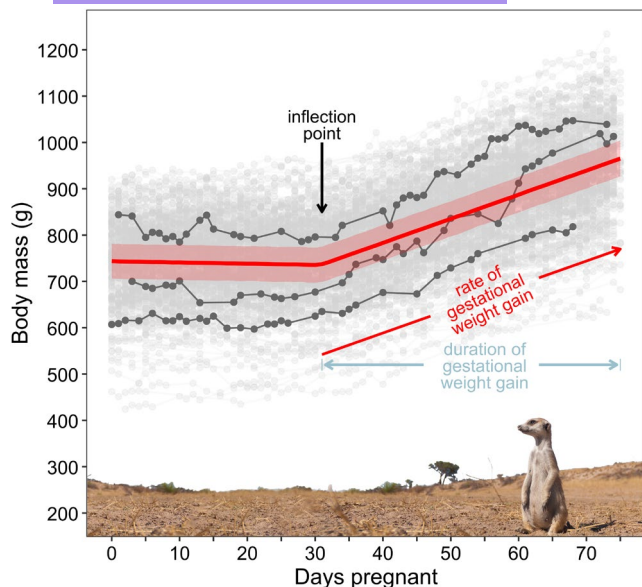 1200
1100
1000
900
800
700
600
500
400
300
200
Body mass (g)
inflection
point
rate of
gestational
weight gain
duration of
gestational
weight gain
0 10 20 30 40 50 60 70
Days pregnant